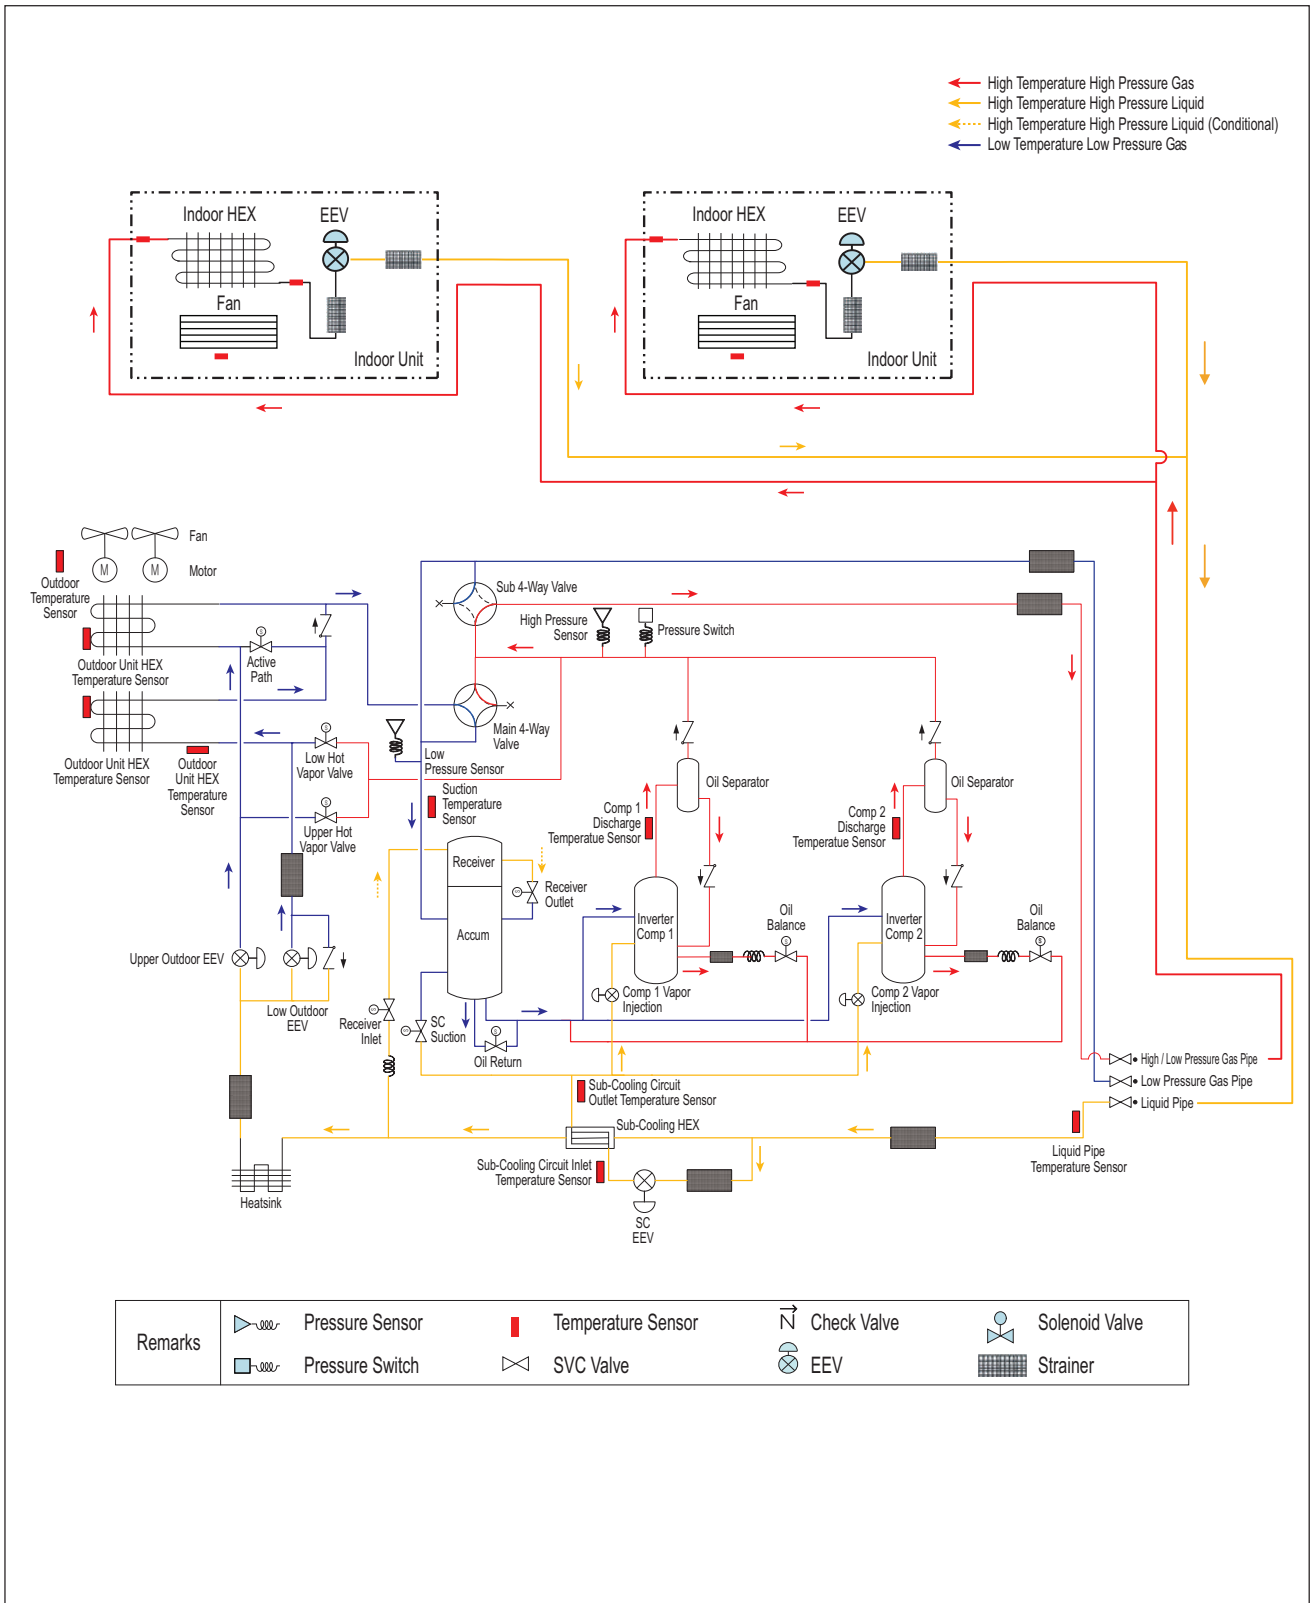 High Temperature High Pressure Gas
High Temperature High Pressure Liquid
High Temperature High Pressure Liquid (Conditional)
Low Temperature Low Pressure Gas
Indoor HEX
EEV
Fan
Indoor Unit
Indoor HEX
EEV
Fan
Indoor Unit
Fan
M
M
Motor
Outdoor
Temperature
Sensor
Sub 4-Way Valve
High Pressure
Sensor
Pressure Switch
S
Active
Path
Outdoor Unit HEX
Temperature Sensor
Main 4-Way
Valve
S
Low Hot
Vapor Valve
Low
Pressure Sensor
Outdoor Unit HEX
Temperature Sensor
Outdoor
Unit HEX
Temperature
Sensor
Suction
Temperature
Sensor
Oil Separator
Oil Separator
S
Upper Hot
Vapor Valve
Comp 1
Discharge
Temperatue Sensor
Comp 2
Discharge
Temperatue Sensor
Receiver
S
Receiver
Outlet
Accum
Inverter
Comp 1
Oil
Balance
S
Inverter
Comp 2
Oil
Balance
S
Upper Outdoor EEV
Low Outdoor
EEV
S
Receiver
Inlet
S
SC
Suction
S
Oil Return
Comp 1 Vapor
Injection
Comp 2 Vapor
Injection
High / Low Pressure Gas Pipe
Low Pressure Gas Pipe
Liquid Pipe
Sub-Cooling Circuit
Outlet Temperature Sensor
Sub-Cooling HEX
Liquid Pipe
Temperature Sensor
Sub-Cooling Circuit Inlet
Temperature Sensor
Heatsink
SC
EEV
Remarks
Pressure Sensor
Temperature Sensor
Check Valve
Solenoid Valve
Pressure Switch
SVC Valve
EEV
Strainer